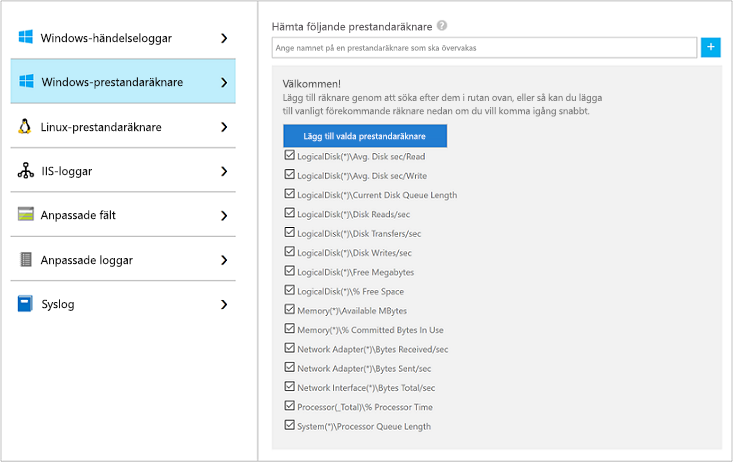 Windows-händelseloggar
Windows-prestandaräknare
Linux-prestandaräknare
IIS-loggar
Anpassade fält
Anpassade loggar
Syslog
Hämta följande prestandaräknare ?
Ange namnet på en prestandaräknare som ska övervakas
+
Välkommen!
Lägg till räknare genom att söka efter dem i rutan ovan, eller så kan du lägga
till vanligt förekommande räknare nedan om du vill komma igång snabbt.
Lägg till valda prestandaräknare
LogicalDisk(*)\Avg. Disk sec/Read
LogicalDisk(*)\Avg. Disk sec/Write
LogicalDisk(*)\Current Disk Queue Length
LogicalDisk(*)\Disk Reads/sec
LogicalDisk(*)\Disk Transfers/sec
LogicalDisk(*)\Disk Writes/sec
LogicalDisk(*)\Free Megabytes
LogicalDisk(*)\% Free Space
Memory(*)\Available MBytes
Memory(*)\% Committed Bytes In Use
Network Adapter(*)\Bytes Received/sec
Network Adapter(*)\Bytes Sent/sec
Network Interface(*)\Bytes Total/sec
Processor(_Total)\% Processor Time
System(*)\Processor Queue Length